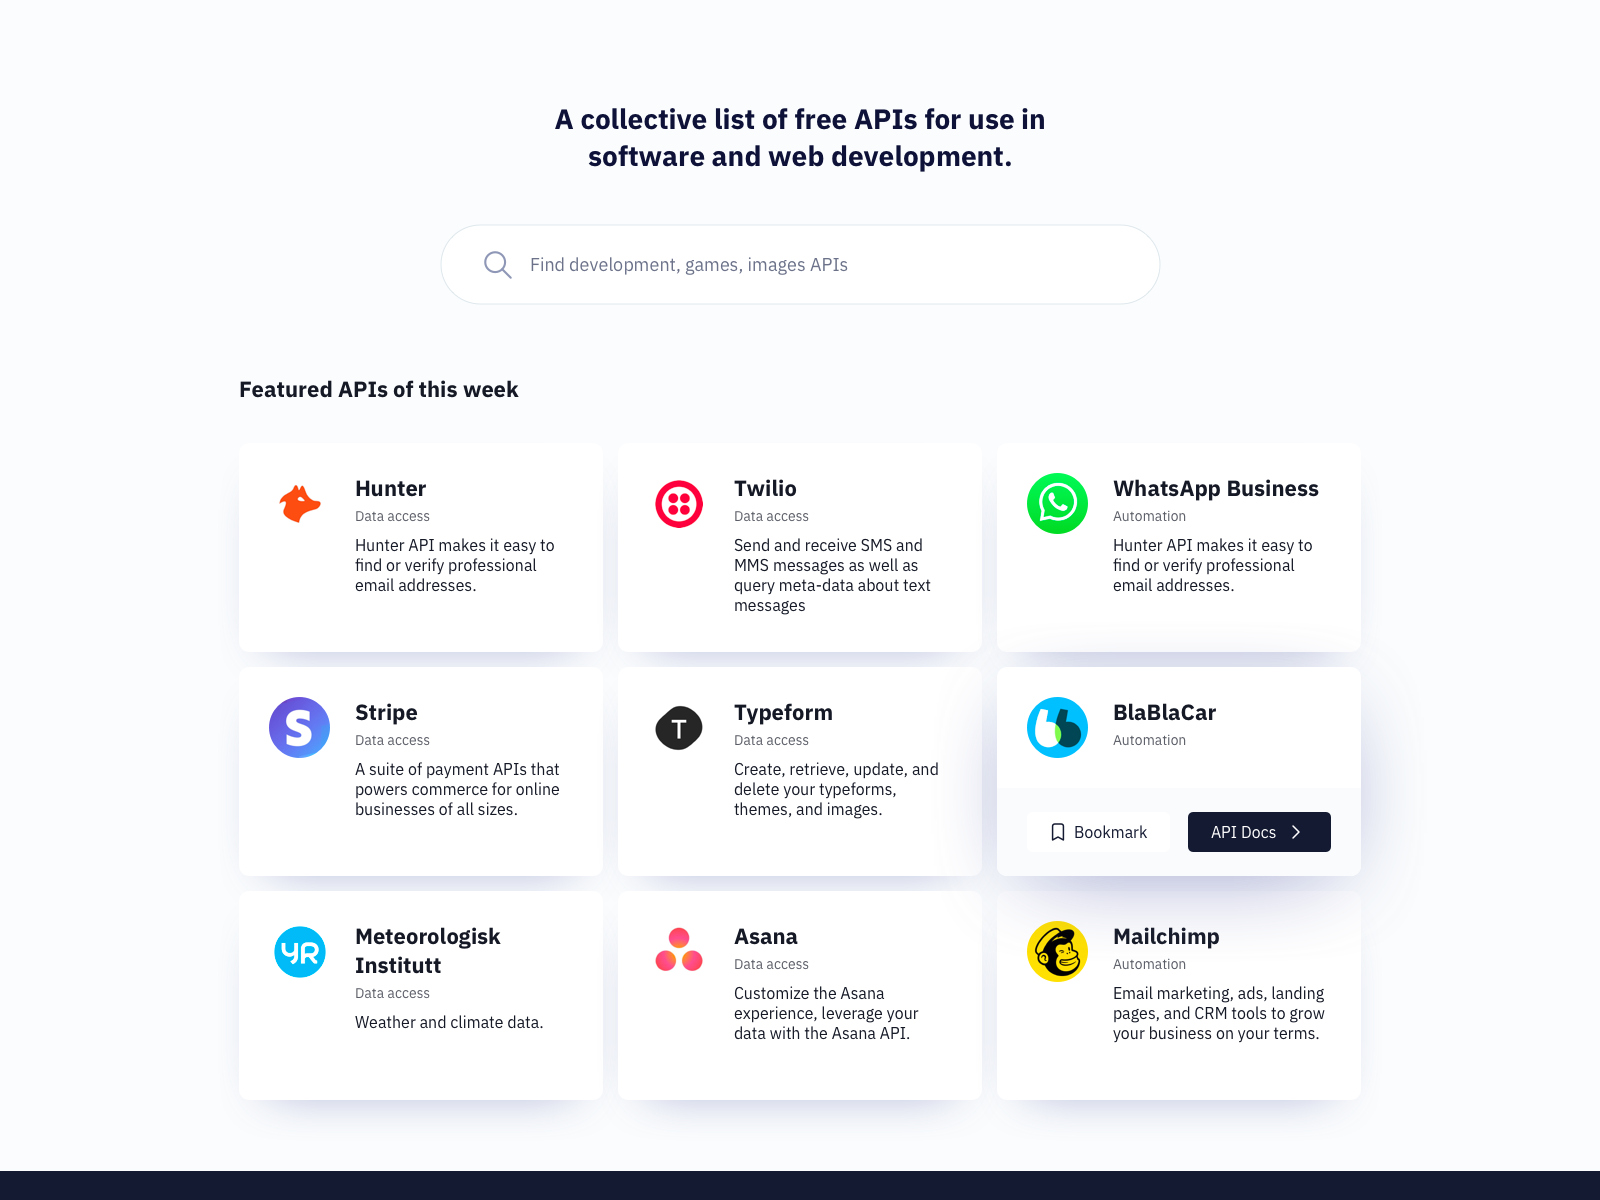 A collective list of free APIs for use in
software and web development.
Find development, games, images APIs
Featured APIs of this week
Hunter
Data access
Hunter API makes it easy to
find or verify professional
email addresses.
Twilio
Data access
Send and receive SMS and
MMS messages as well as
query meta-data about text
messages
WhatsApp Business
Automation
Hunter API makes it easy to
find or verify professional
email addresses.
S
Stripe
Data access
A suite of payment APIs that
powers commerce for online
businesses of all sizes.
T
Typeform
Data access
Create, retrieve, update, and
delete your typeforms,
themes, and images.
BlaBlaCar
Automation
Bookmark
API Docs
YR
Meteorologisk
Institutt
Data access
Weather and climate data.
Asana
Data access
Customize the Asana
experience, leverage your
data with the Asana API.
Mailchimp
Automation
Email marketing, ads, landing
pages, and CRM tools to grow
your business on your terms.